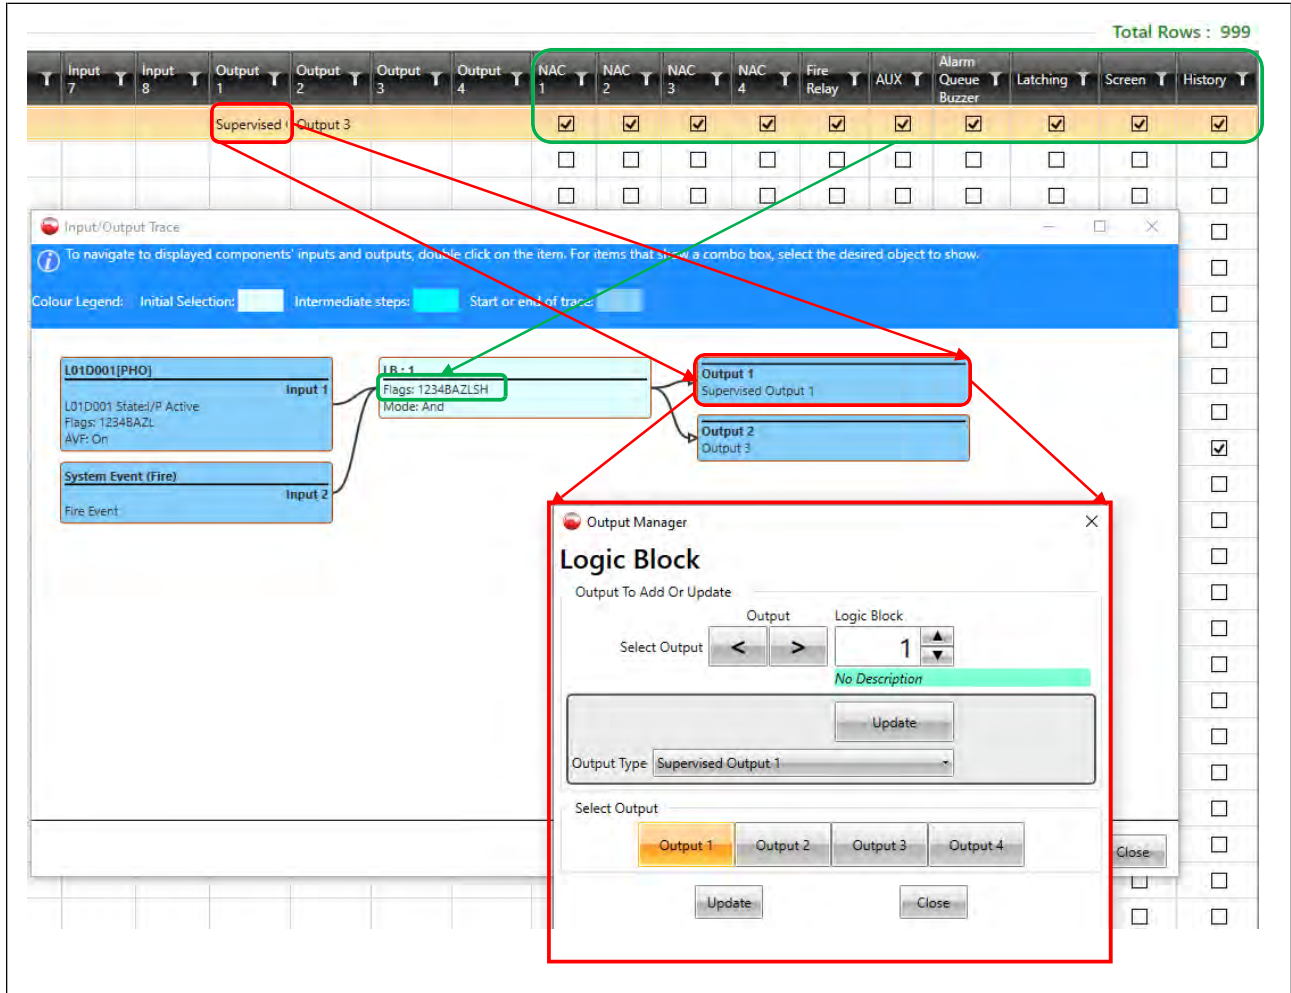 Total Rows : 999
Input 7
Input 8
Output 1
Output 2
Output 3
Output 4
NAC 1
NAC 2
NAC 3
NAC 4
Fire Relay
AUX
Alarm Queue Buzzer
Latching
Screen
History
Supervised
Output 3
Input/Output Trace
To navigate to displayed components' inputs and outputs, double click on the item. For items that show a combo box, select the desired object to show.
Colour Legend: Initial Selection: Intermediate steps: Start or end of trace:
L01D001[PHO]
Input 1
L01D001 State:I/P Active
Flags: 1234BAZL
AVF: On
System Event (Fire)
Input 2
Fire Event
LB : 1
Flags: 1234BAZLSH
Mode: And
Output 1
Supervised Output 1
Output 2
Output 3
Output Manager
Logic Block
Output To Add Or Update
Output Logic Block
Select Output < > 1
No Description
Update
Output Type Supervised Output 1
Select Output
Output 1 Output 2 Output 3 Output 4
Update Close
Close